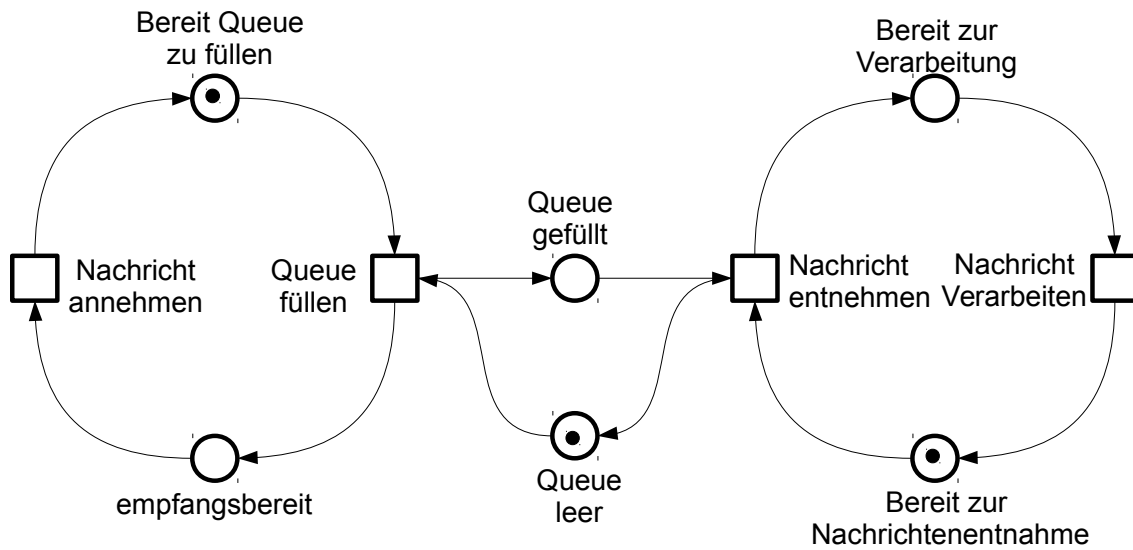 Bereit Queue
zu füllen
Bereit zur
Verarbeitung
Queue
gefüllt
Nachricht
annehmen
Queue
füllen
Nachricht
entnehmen
Nachricht
Verarbeiten
empfangsbereit
Queue
leer
Bereit zur
Nachrichtenentnahme